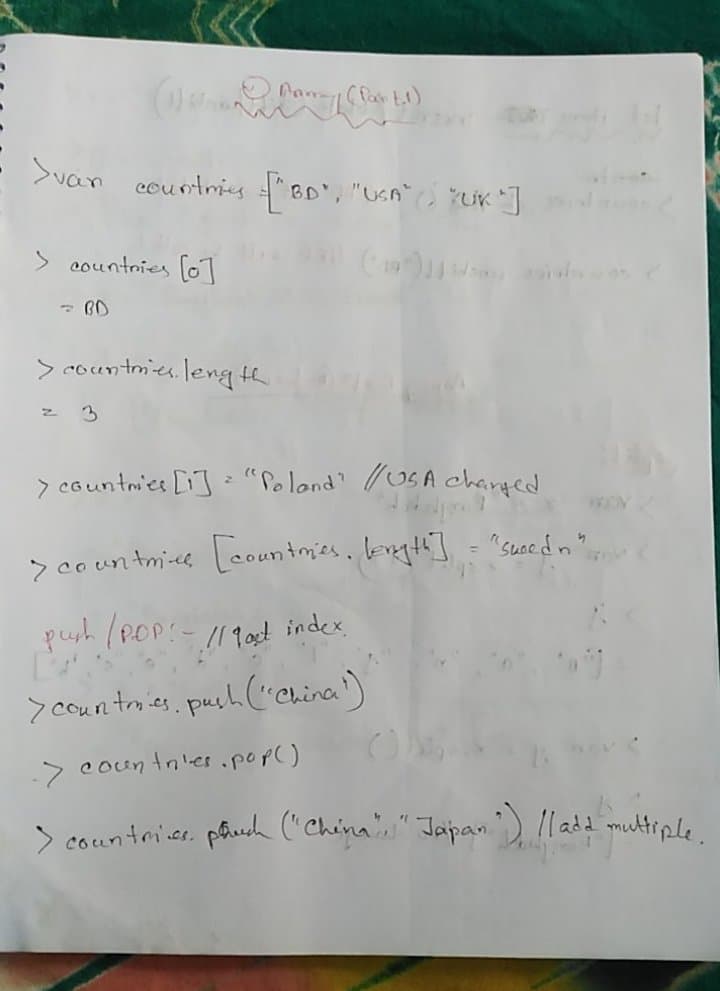 ① Array (Part.1)
>var countries = ["BD", "USA", "UK"]
> countries [0]
= BD
> countries.length
= 3
> countries [1] = "Poland" //USA changed
> countries [countries.length] = "swedn"
push/POP:- // last index.
> countries.push("China")
> countries.pop()
> countries. push ("China", "Japan") //add multiple.